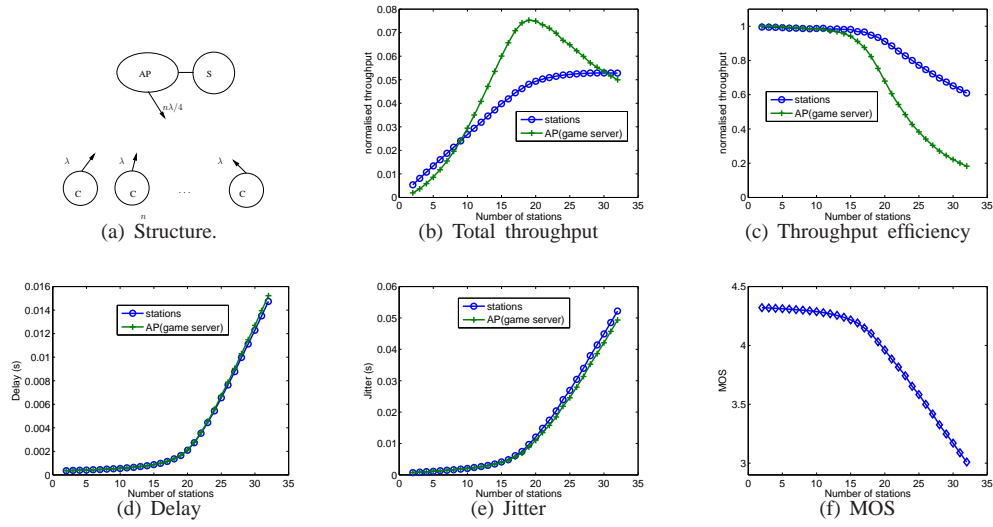 AP
S
nλ/4
λ
λ
C
C
. . .
C
n
(a) Structure.
0.08
0.07
0.06
0.05
0.04
0.03
0.02
0.01
0
normalised throughput
stations
AP(game server)
0 5 10 15 20 25 30 35
Number of stations
(b) Total throughput
1
0.8
0.6
0.4
0.2
normalised throughput
stations
AP(game server)
0 5 10 15 20 25 30 35
Number of stations
(c) Throughput efficiency
0.016
0.014
0.012
0.01
0.008
0.006
0.004
0.002
0
Delay (s)
stations
AP(game server)
0 5 10 15 20 25 30 35
Number of stations
(d) Delay
0.06
0.05
0.04
0.03
0.02
0.01
0
Jitter (s)
stations
AP(game server)
0 5 10 15 20 25 30 35
Number of stations
(e) Jitter
4.5
4
3.5
3
MOS
0 5 10 15 20 25 30 35
Number of stations
(f) MOS